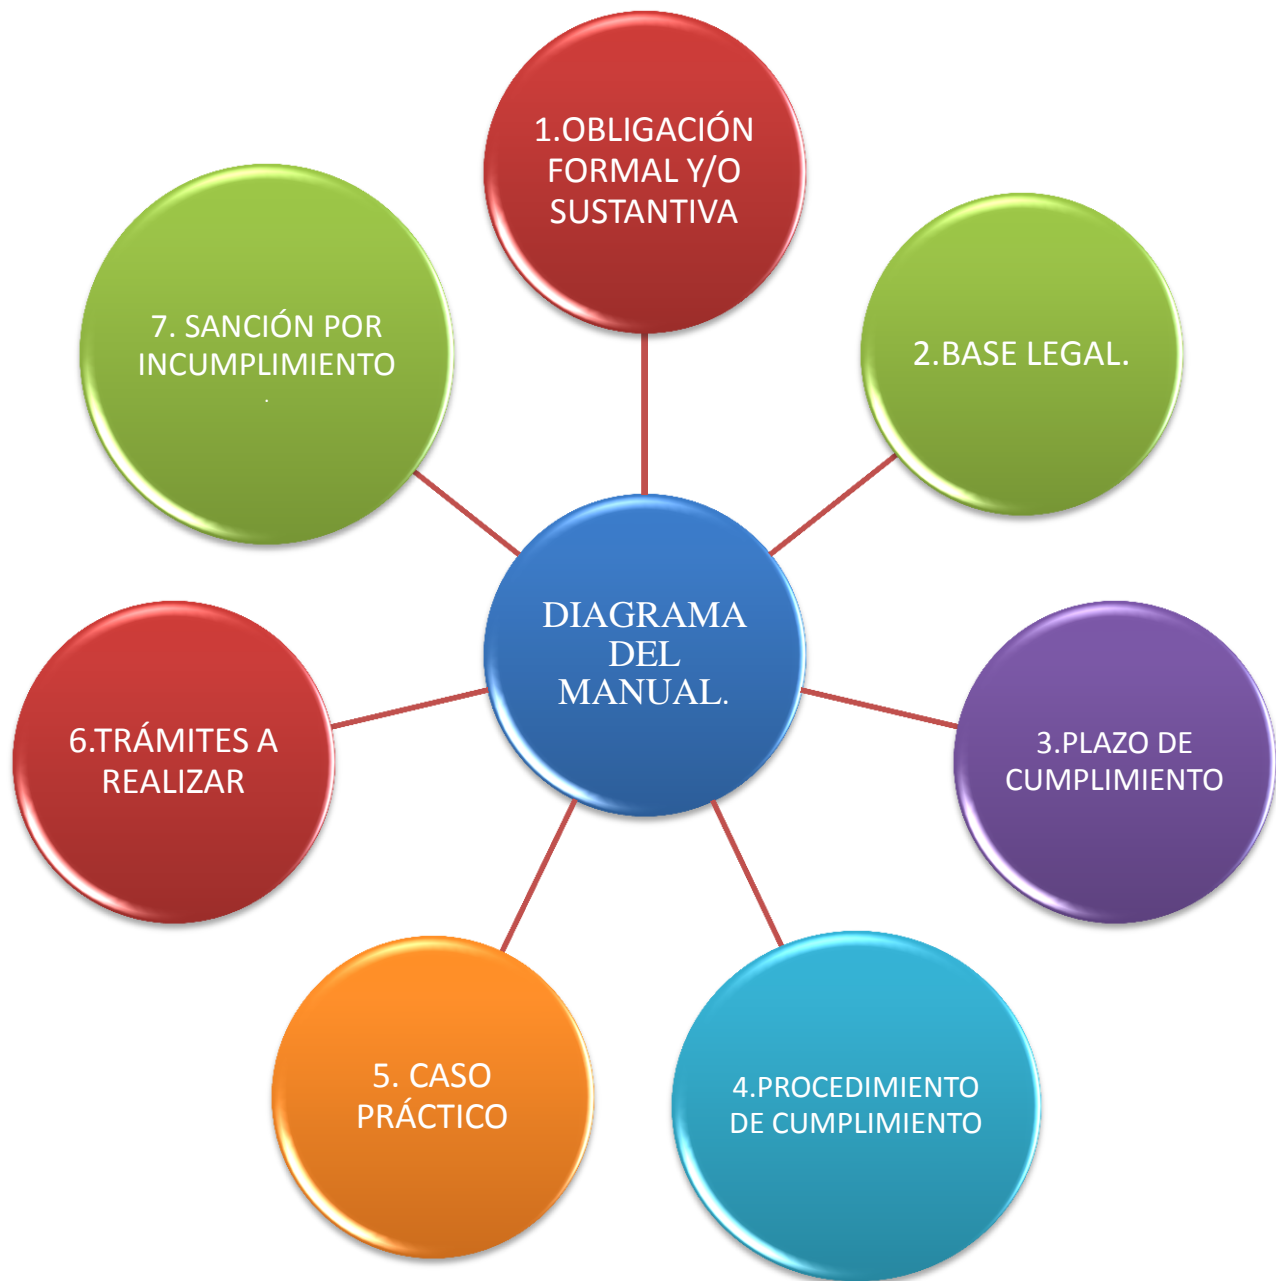 1.OBLIGACIÓN
FORMAL Y/O
SUSTANTIVA
2.BASE LEGAL.
3.PLAZO DE
CUMPLIMIENTO
4.PROCEDIMIENTO
DE CUMPLIMIENTO
5. CASO
PRÁCTICO
6.TRÁMITES A
REALIZAR
7. SANCIÓN POR
INCUMPLIMIENTO
.
DIAGRAMA
DEL
MANUAL.